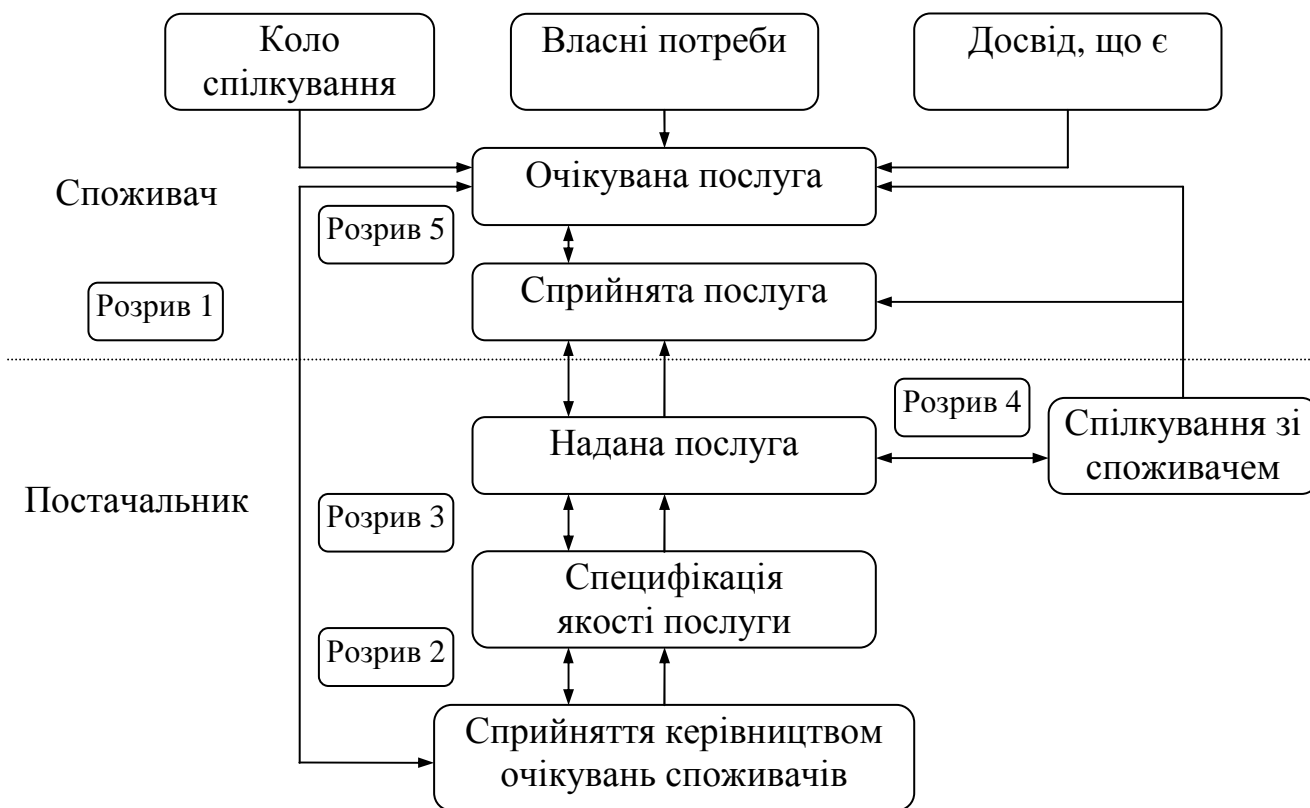 Коло
спілкування
Власні потреби
Досвід, що є
Очікувана послуга
Споживач
Розрив 5
Сприйнята послуга
Розрив 1
Розрив 4
Надана послуга
Спілкування зі
споживачем
Постачальник
Розрив 3
Специфікація
якості послуги
Розрив 2
Сприйняття керівництвом
очікувань споживачів